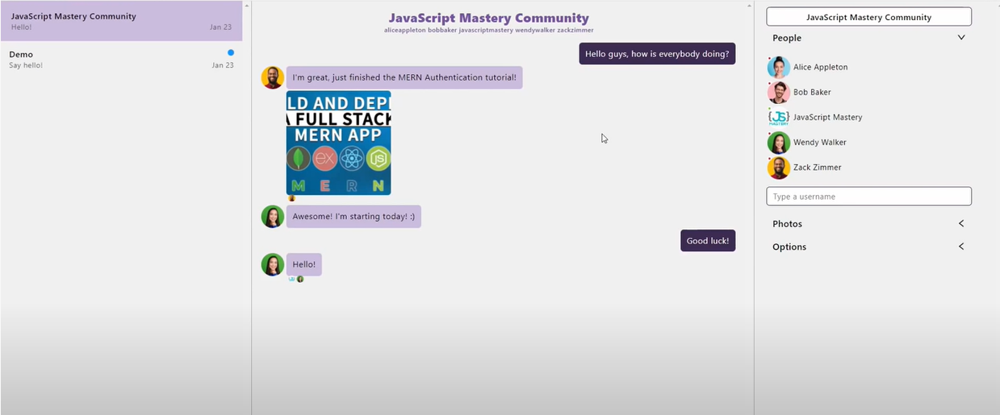 JavaScript Mastery Community
Hello!
Jan 23
Demo
Say hello!
Jan 23
JavaScript Mastery Community
aliceappleton bobbaker javascriptmastery wendywalker zackzimmer
Hello guys, how is everybody doing?
I'm great, just finished the MERN Authentication tutorial!
LD AND DEP
A FULL STACK
MERN APP
ex
JS
M E R N
Awesome! I'm starting today! :)
Good luck!
Hello!
JavaScript Mastery Community
People
Alice Appleton
Bob Baker
{JS}
MASTERY
JavaScript Mastery
Wendy Walker
Zack Zimmer
Type a username
Photos
Options